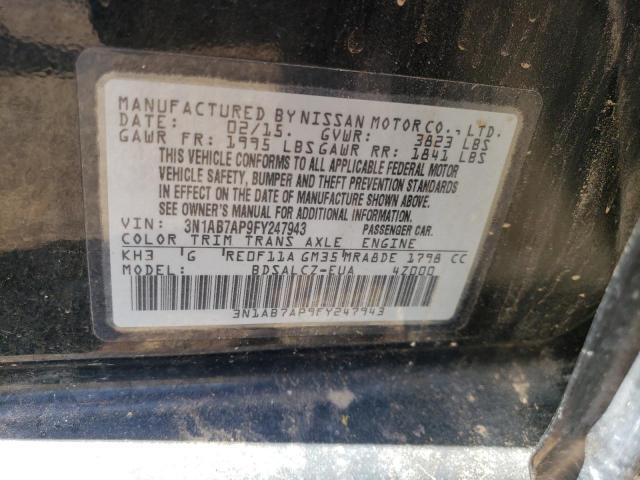 MANUFACTURED BY NISSAN MOTOR CO., LTD.
DATE: 02/15. GVWR: 3823 LBS
GAWR FR: 1995 LBS GAWR RR: 1841 LBS
THIS VEHICLE CONFORMS TO ALL APPLICABLE FEDERAL MOTOR
VEHICLE SAFETY, BUMPER AND THEFT PREVENTION STANDARDS
IN EFFECT ON THE DATE OF MANUFACTURE SHOWN ABOVE.
SEE OWNER'S MANUAL FOR ADDITIONAL INFORMATION.
VIN: 3N1AB7AP9FY247943 PASSENGER CAR.
COLOR TRIM TRANS AXLE ENGINE
KH3 G RE0F11A GM35 MRA8DE 1798 CC
MODEL: BDSALCZ-EUA 4Z000
3N1AB7AP9FY247943